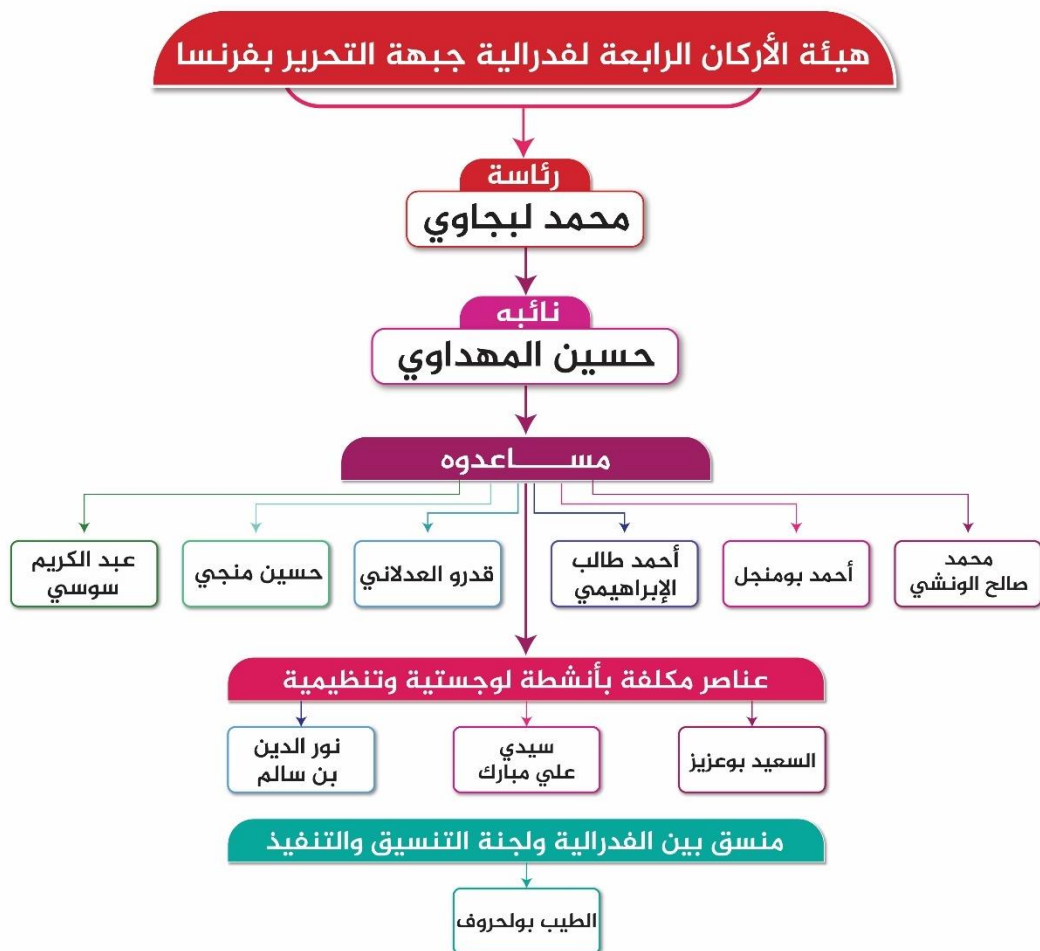 هيئة الأركان الرابعة لفدرالية جبهة التحرير بفرنسا
رئاسة
محمد لبجاوي
نائبه
حسين المهداوي
مساعدوه
محمد
صالح الونشي
أحمد بومنجل
أحمد طالب
الإبراهيمي
قدرو العدلاني
حسين منجي
عبد الكريم
سوسي
عناصر مكلفة بأنشطة لوجستية وتنظيمية
السعيد بوعزيز
سيدي
علي مبارك
نور الدين
بن سالم
منسق بين الفدرالية ولجنة التنسيق والتنفيذ
الطيب بولحروف